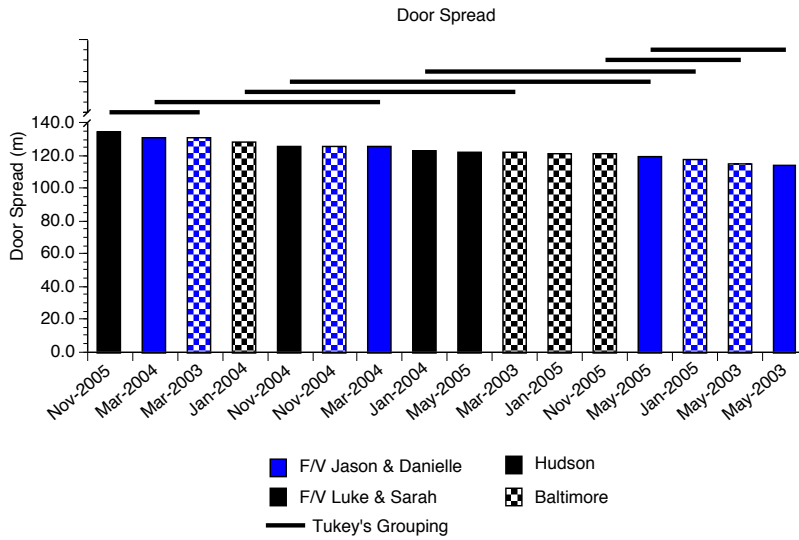 Door Spread
Door Spread (m)
140.0
120.0
100.0
80.0
60.0
40.0
20.0
0.0
Nov-2005
Mar-2004
Mar-2003
Jan-2004
Nov-2004
Nov-2004
Mar-2004
Jan-2004
May-2005
Mar-2003
Jan-2005
Nov-2005
May-2005
Jan-2005
May-2003
May-2003
F/V Jason & Danielle
Hudson
F/V Luke & Sarah
Baltimore
Tukey's Grouping